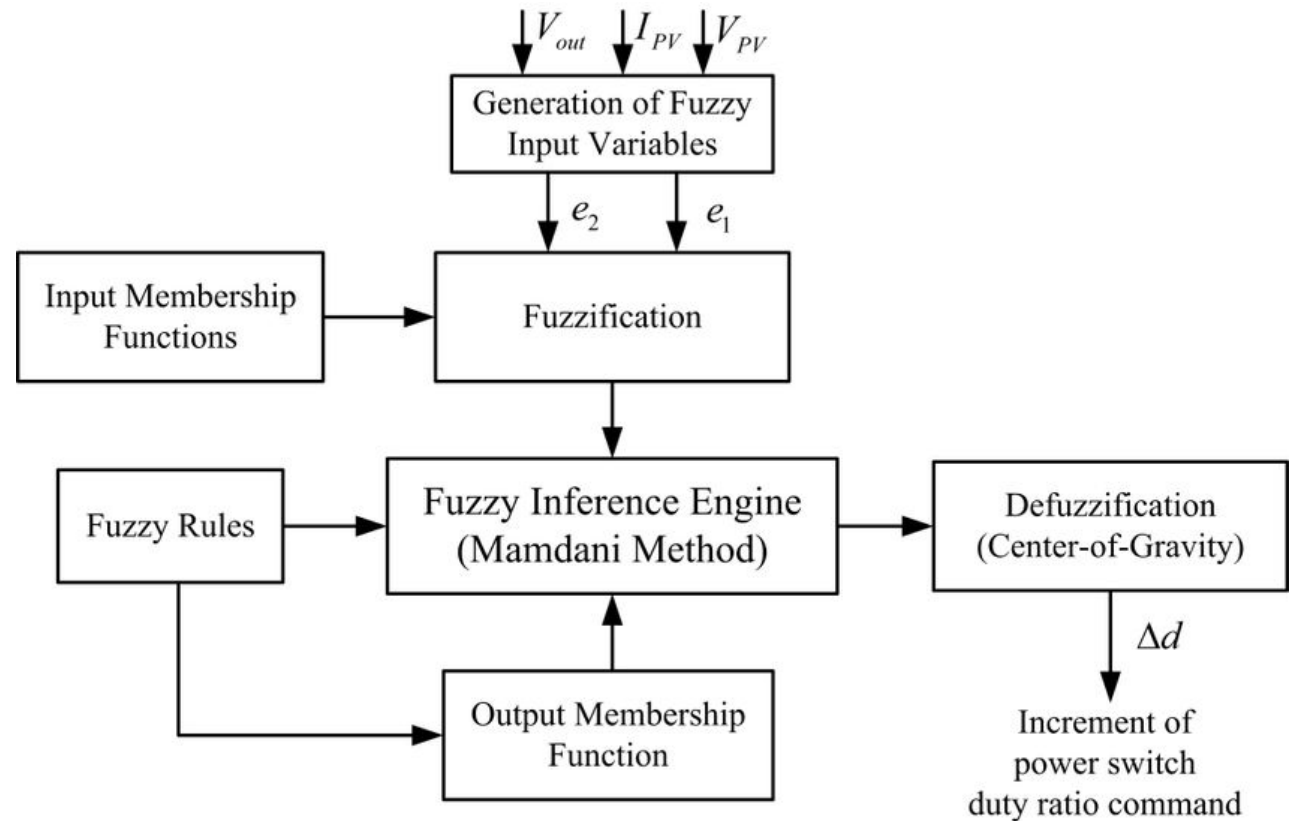 V_out I_PV V_PV
Generation of Fuzzy
Input Variables
e_2 e_1
Input Membership
Functions
Fuzzification
Fuzzy Rules
Fuzzy Inference Engine
(Mamdani Method)
Defuzzification
(Center-of-Gravity)
Δd
Output Membership
Function
Increment of
power switch
duty ratio command